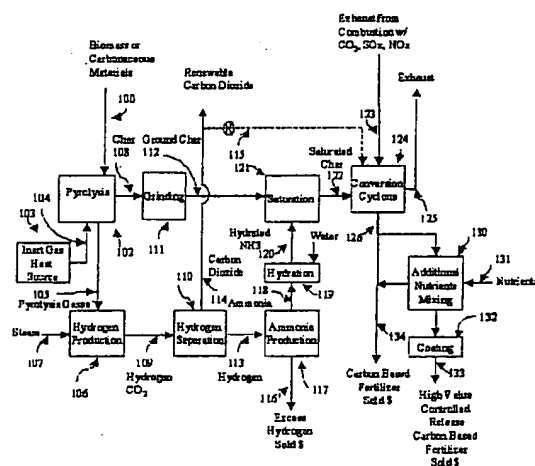 Exhaust From
Combustion w/
CO2, SOx, NOx
Biomass or
Carbonaceous
Materials
Renewable
Carbon Dioxide
Exhaust
100
123
124
Char
108
Ground Char
112
115
121
Saturated
Char
122
104
103
Pyrolysis
Grinding
Saturation
Conversion
Cyclone
125
102
111
120
Hydrated
NH3
Water
126
130
Inert Gas
Heat
Source
110
Carbon
Dioxide
Hydration
119
Additional
Nutrients
Mixing
131
Nutrients
105
Pyrolysis Gases
114
118
Ammonia
132
Steam
Hydrogen
Production
Hydrogen
Separation
Ammonia
Production
134
Coating
107
106
109
Hydrogen
CO2
113
Hydrogen
116
117
133
Carbon Based
Fertilizer
Sold $
Excess
Hydrogen
Sold $
High Value
Controlled
Release
Carbon Based
Fertilizer
Sold $